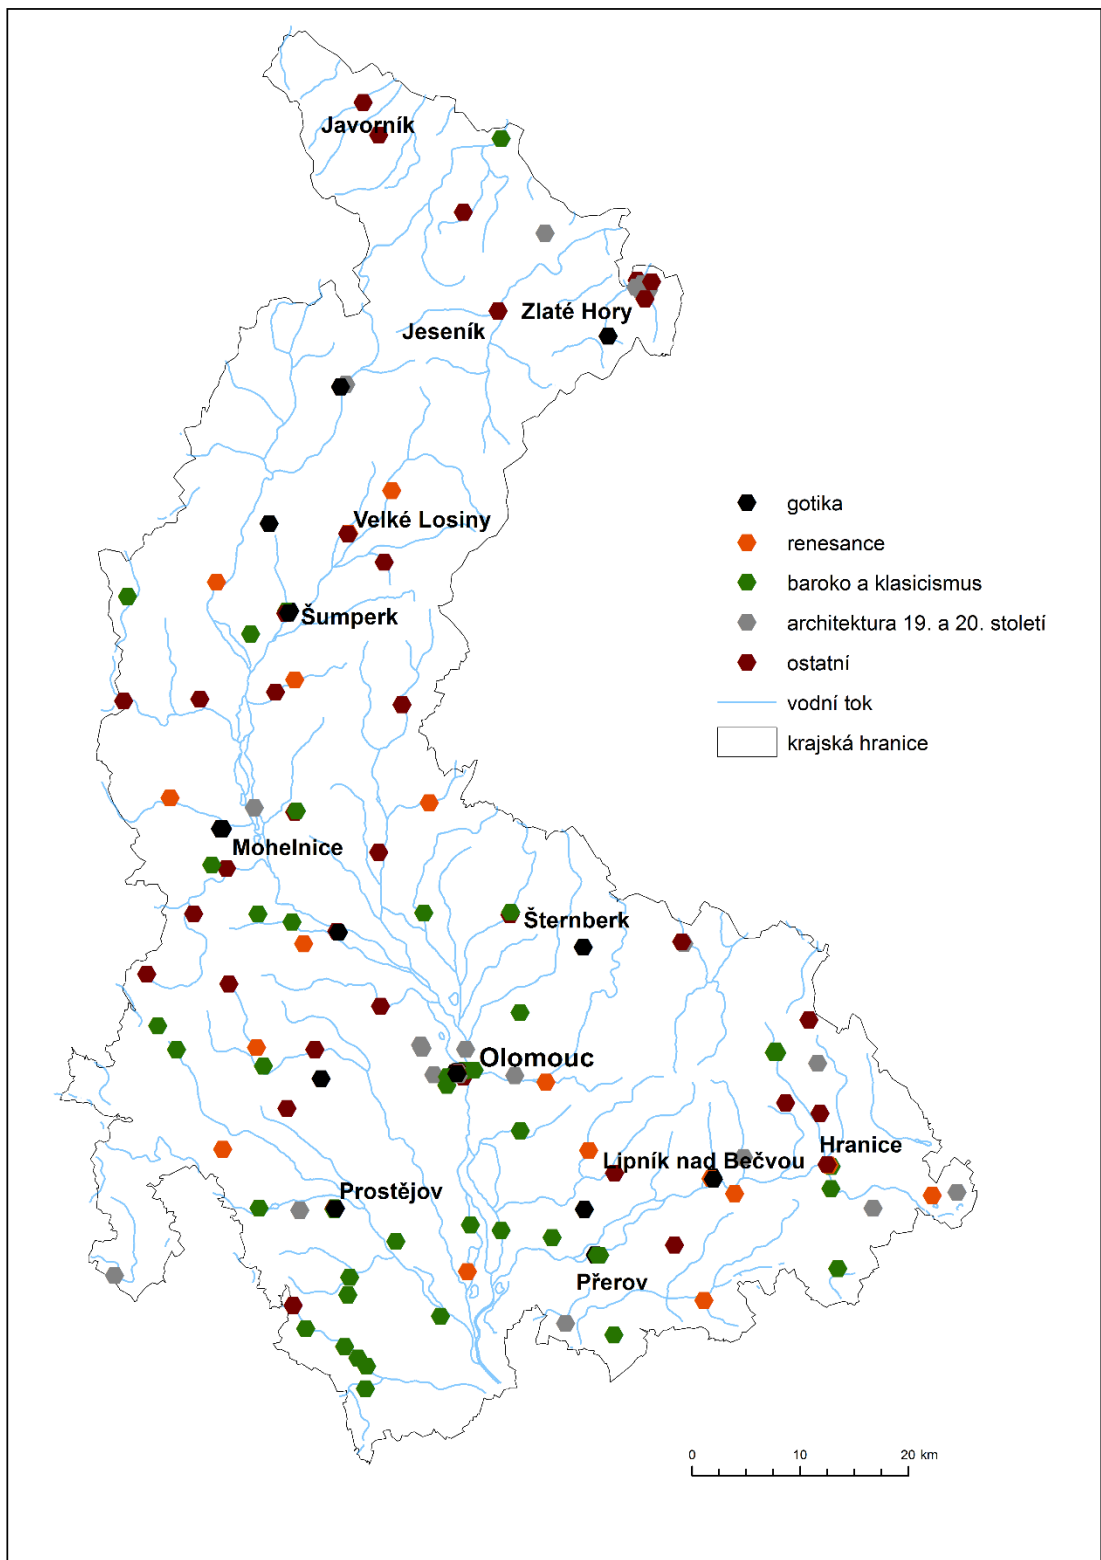 Javorník
Zlaté Hory
Jeseník
gotika
Velké Losiny
renesance
baroko a klasicismus
Šumperk
architektura 19. a 20. století
ostatní
vodní tok
krajská hranice
Mohelnice
Šternberk
Olomouc
Hranice
Lipník nad Bečvou
Prostějov
Přerov
0 10 20 km